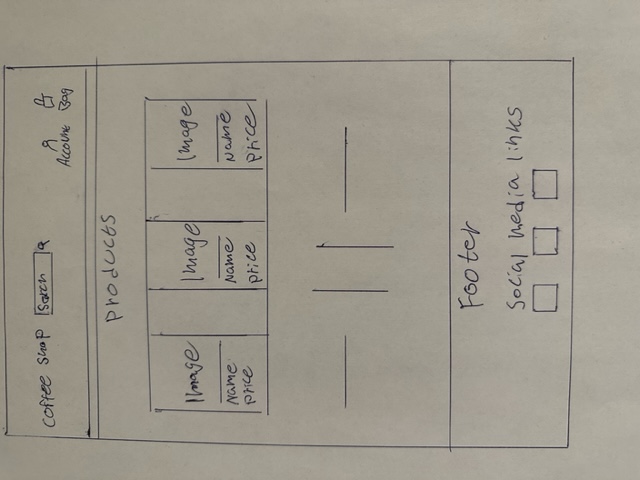 Coffee Shop Search
Account Bag
Products
Image Image Image
Name Name Name
Price Price Price
Footer
Social media links